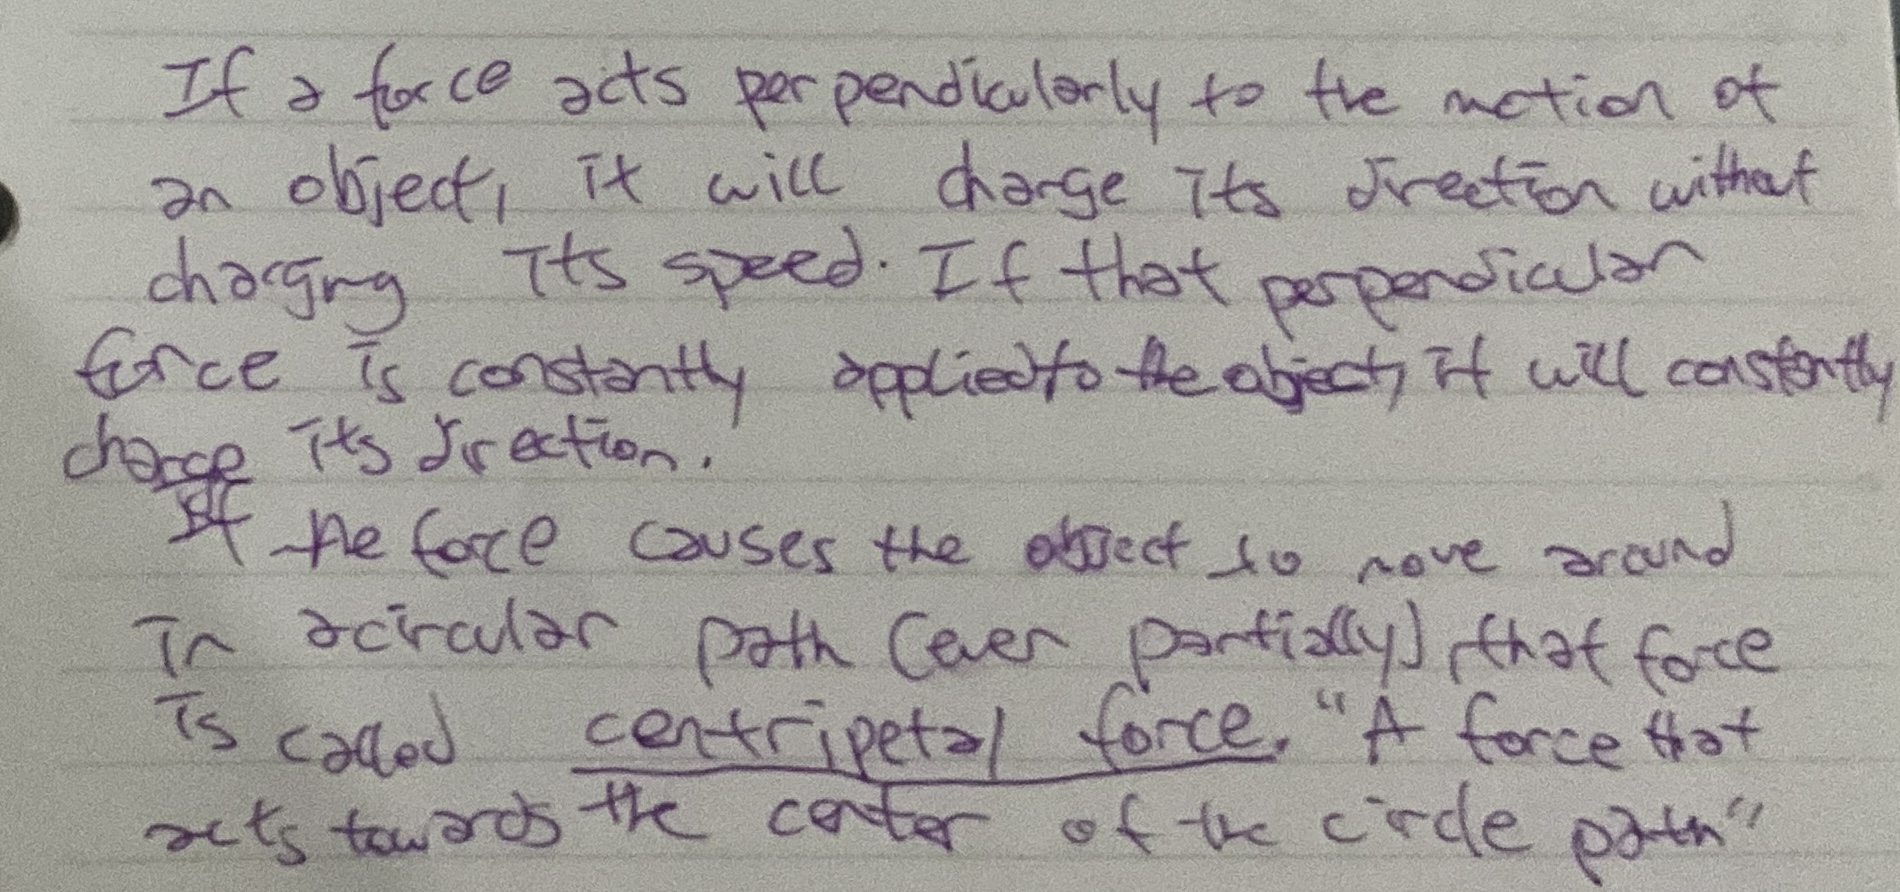 If a force acts perpendicularly to the motion of
an object, it will change its direction without
changing its speed. If that perpendicular
force is constantly applied to the object, it will constantly
change its direction.
If the force causes the object to move around
in a circular path (even partially), that force
is called centripetal force. "A force that
acts towards the center of the circle path"